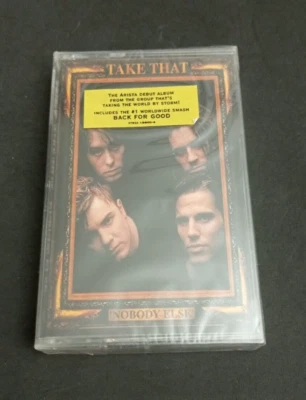 TAKE THAT
THE ARISTA DEBUT ALBUM
FROM THE GROUP THAT'S
TAKING THE WORLD BY STORM!
INCLUDES THE #1 WORLDWIDE SMASH
BACK FOR GOOD
NOBODY ELSE